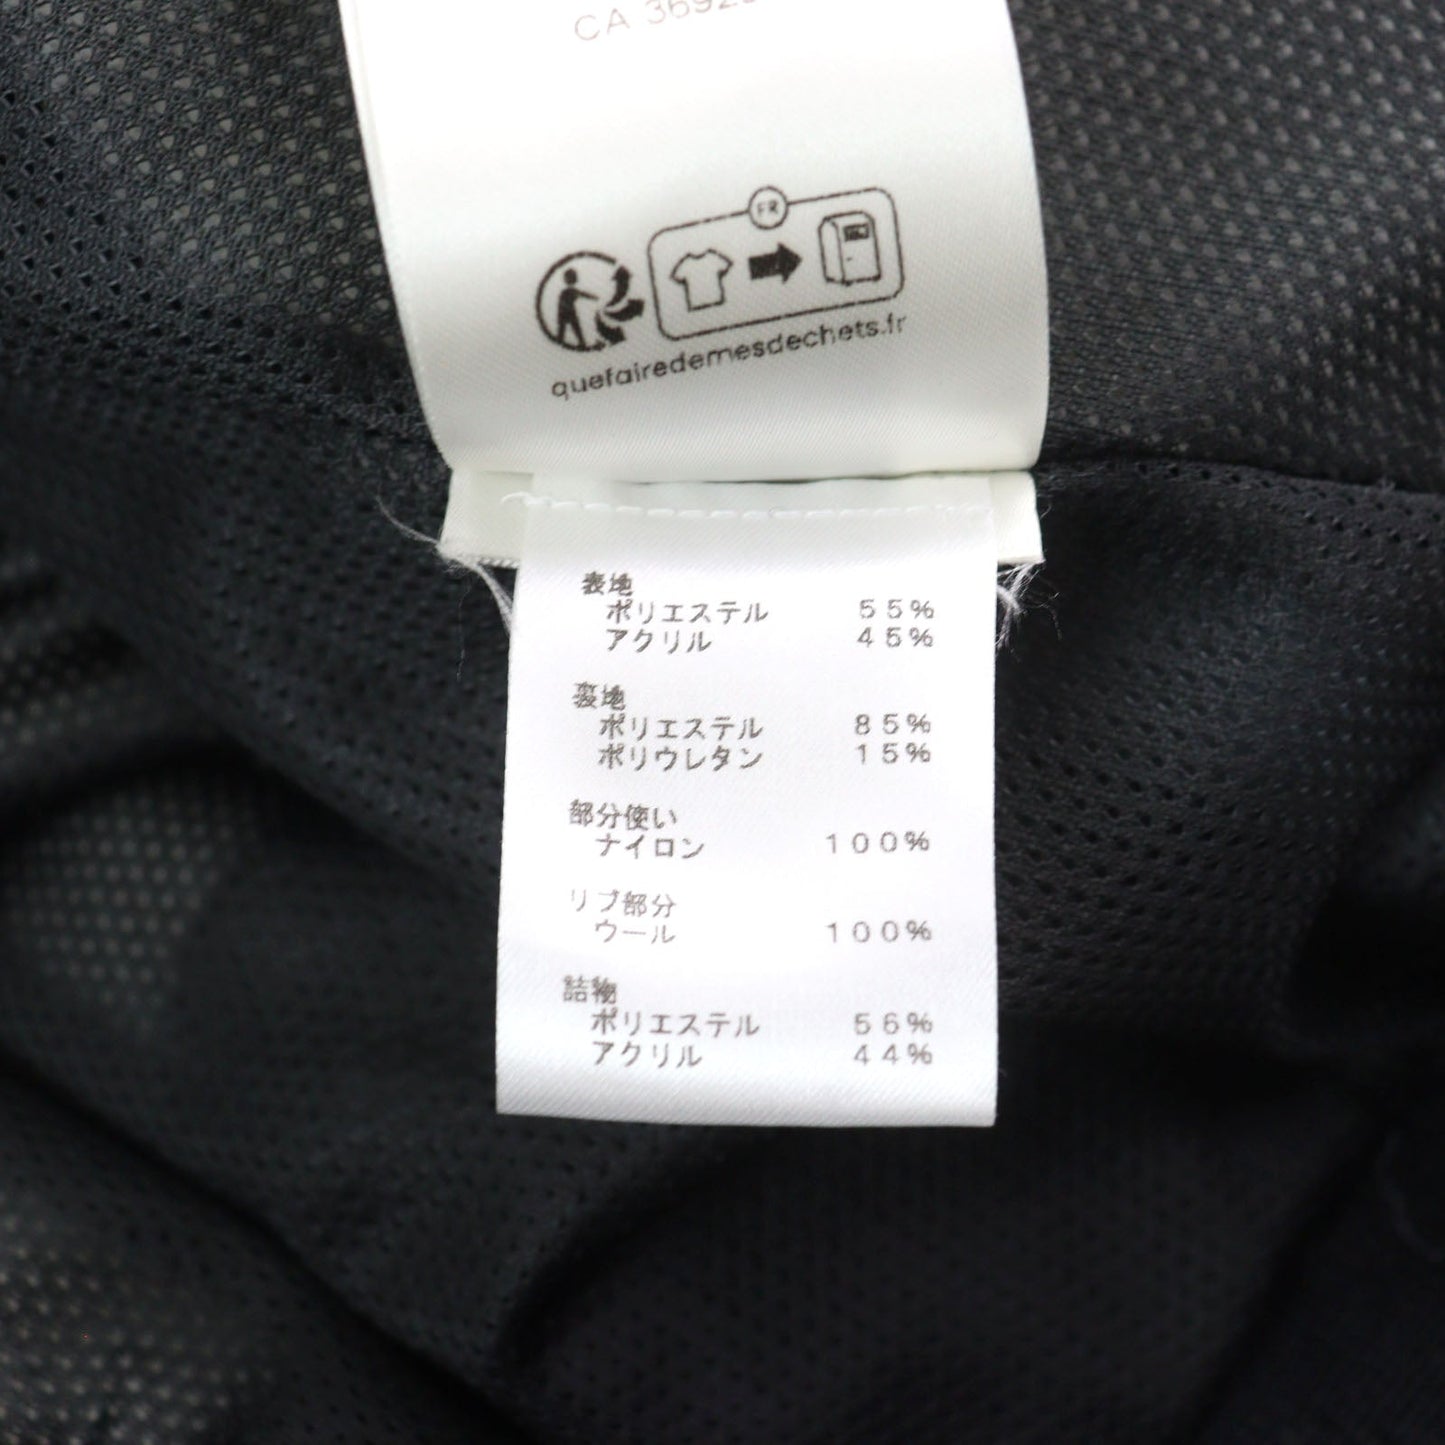 CA
FR
quefairedemesdechets.fr
表地
ポリエステル 55%
アクリル 45%
裏地
ポリエステル 85%
ポリウレタン 15%
部分使い
ナイロン 100%
リブ部分
ウール 100%
詰物
ポリエステル 56%
アクリル 44%